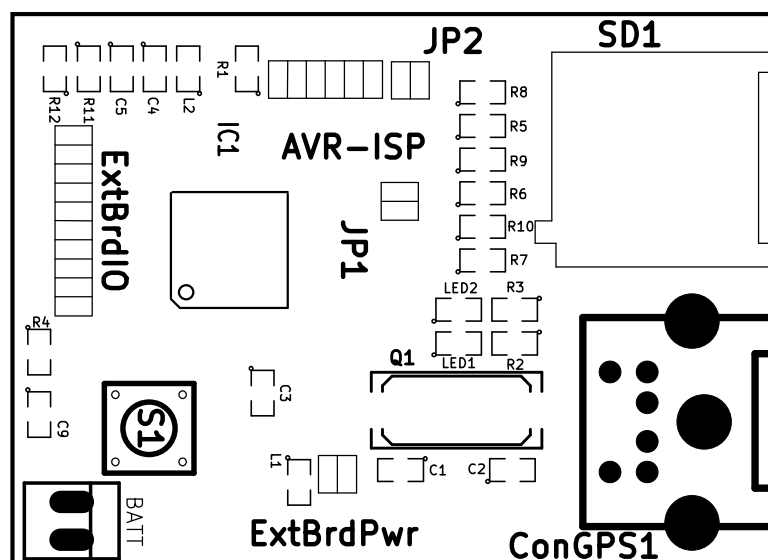 SD1
JP2
R1
R8
R12
R11
C5
C4
L2
R5
IC1
AVR-ISP
R9
ExtBrdIO
R6
JP1
R10
R7
LED2
R3
R4
Q1
LED1
R2
C3
S1
C9
L1
C1
C2
BATT
ExtBrdPwr
ConGPS1